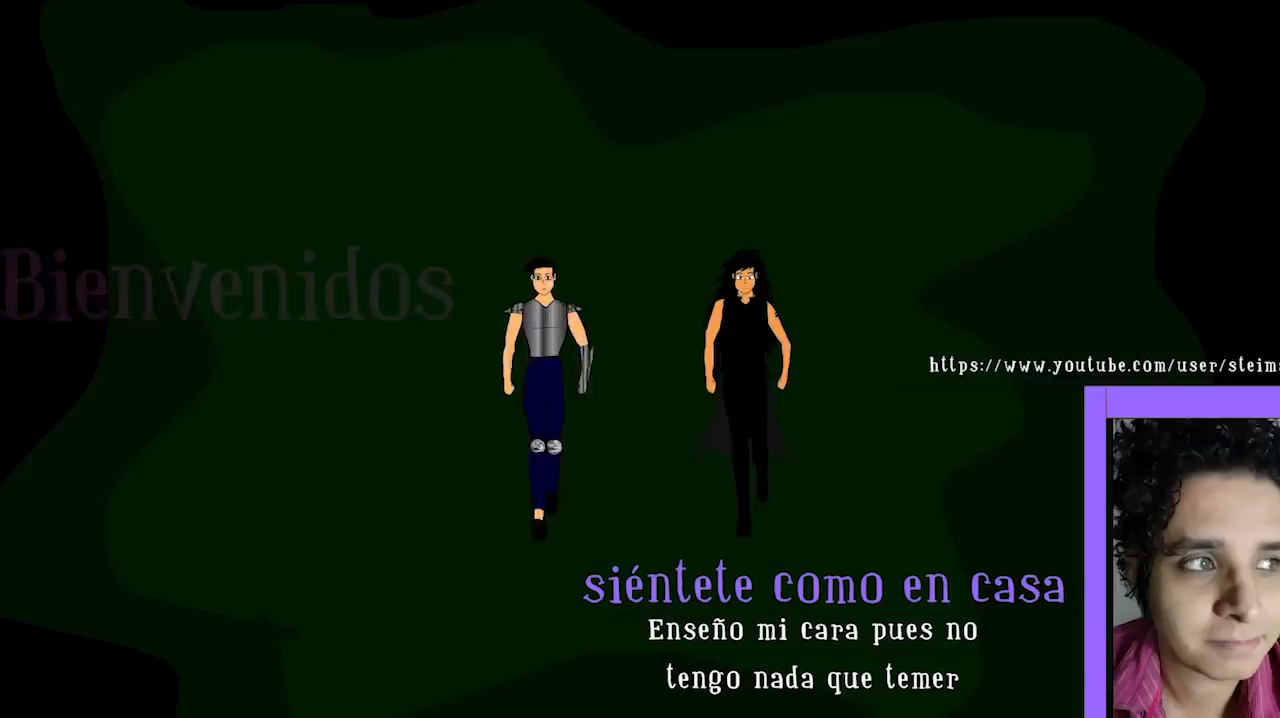 Bienvenidos
https://www.youtube.com/user/steims
siéntete como en casa
Enseño mi cara pues no
tengo nada que temer